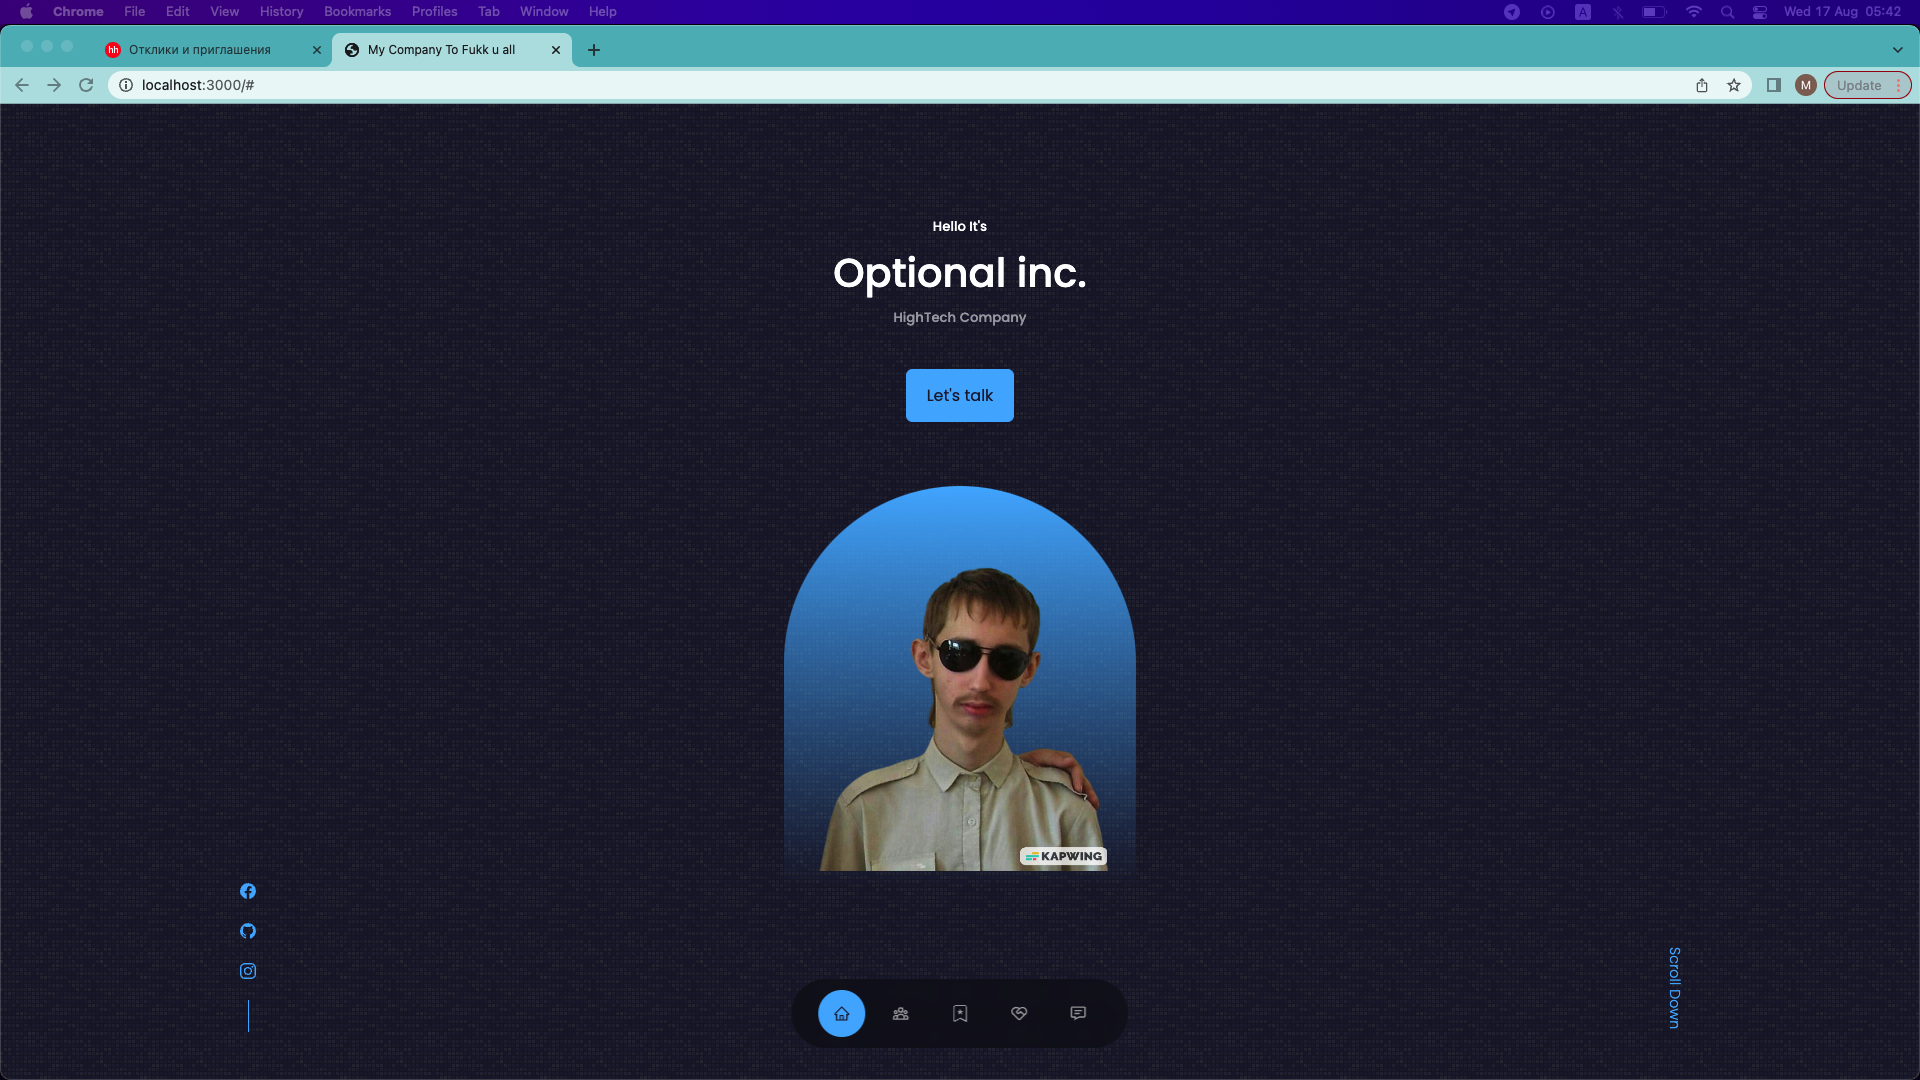 Chrome File Edit View History Bookmarks Profiles Tab Window Help A Wed 17 Aug 05:42
hh Отклики и приглашения My Company To Fukk u all
localhost:3000/# M Update
Hello It's
Optional inc.
HighTech Company
Let's talk
KAPWING
Scroll Down